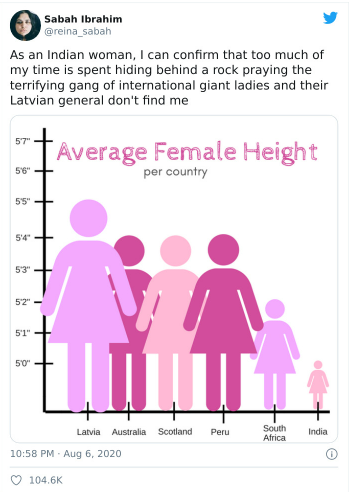 Sabah Ibrahim
@reina_sabah
As an Indian woman, I can confirm that too much of
my time is spent hiding behind a rock praying the
terrifying gang of international giant ladies and their
Latvian general don't find me
Average Female Height
per country
5'7"
5'6"
5'5"
5'4"
5'3"
5'2"
5'1"
5'0"
Latvia Australia Scotland Peru South Africa India
10:58 PM · Aug 6, 2020
104.6K